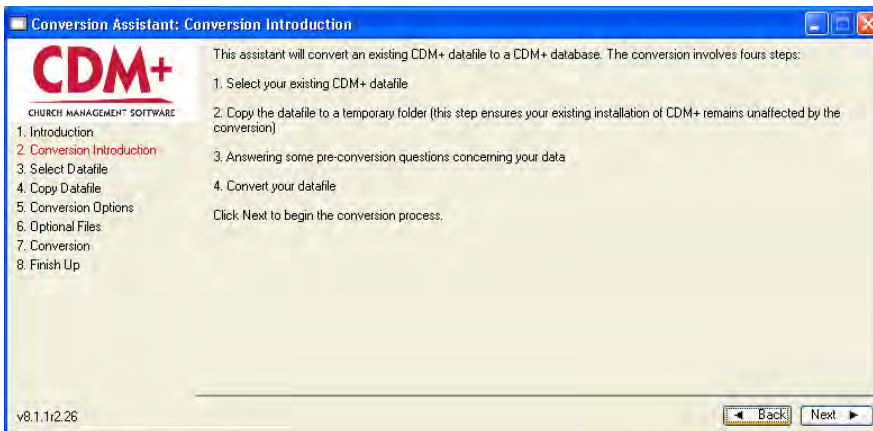 Conversion Assistant: Conversion Introduction
CDM+
CHURCH MANAGEMENT SOFTWARE
1. Introduction
2. Conversion Introduction
3. Select Datafile
4. Copy Datafile
5. Conversion Options
6. Optional Files
7. Conversion
8. Finish Up
This assistant will convert an existing CDM+ datafile to a CDM+ database. The conversion involves fours steps:
1. Select your existing CDM+ datafile
2. Copy the datafile to a temporary folder (this step ensures your existing installation of CDM+ remains unaffected by the
conversion)
3. Answering some pre-conversion questions concerning your data
4. Convert your datafile
Click Next to begin the conversion process.
v8.1.1r2.26
Back
Next